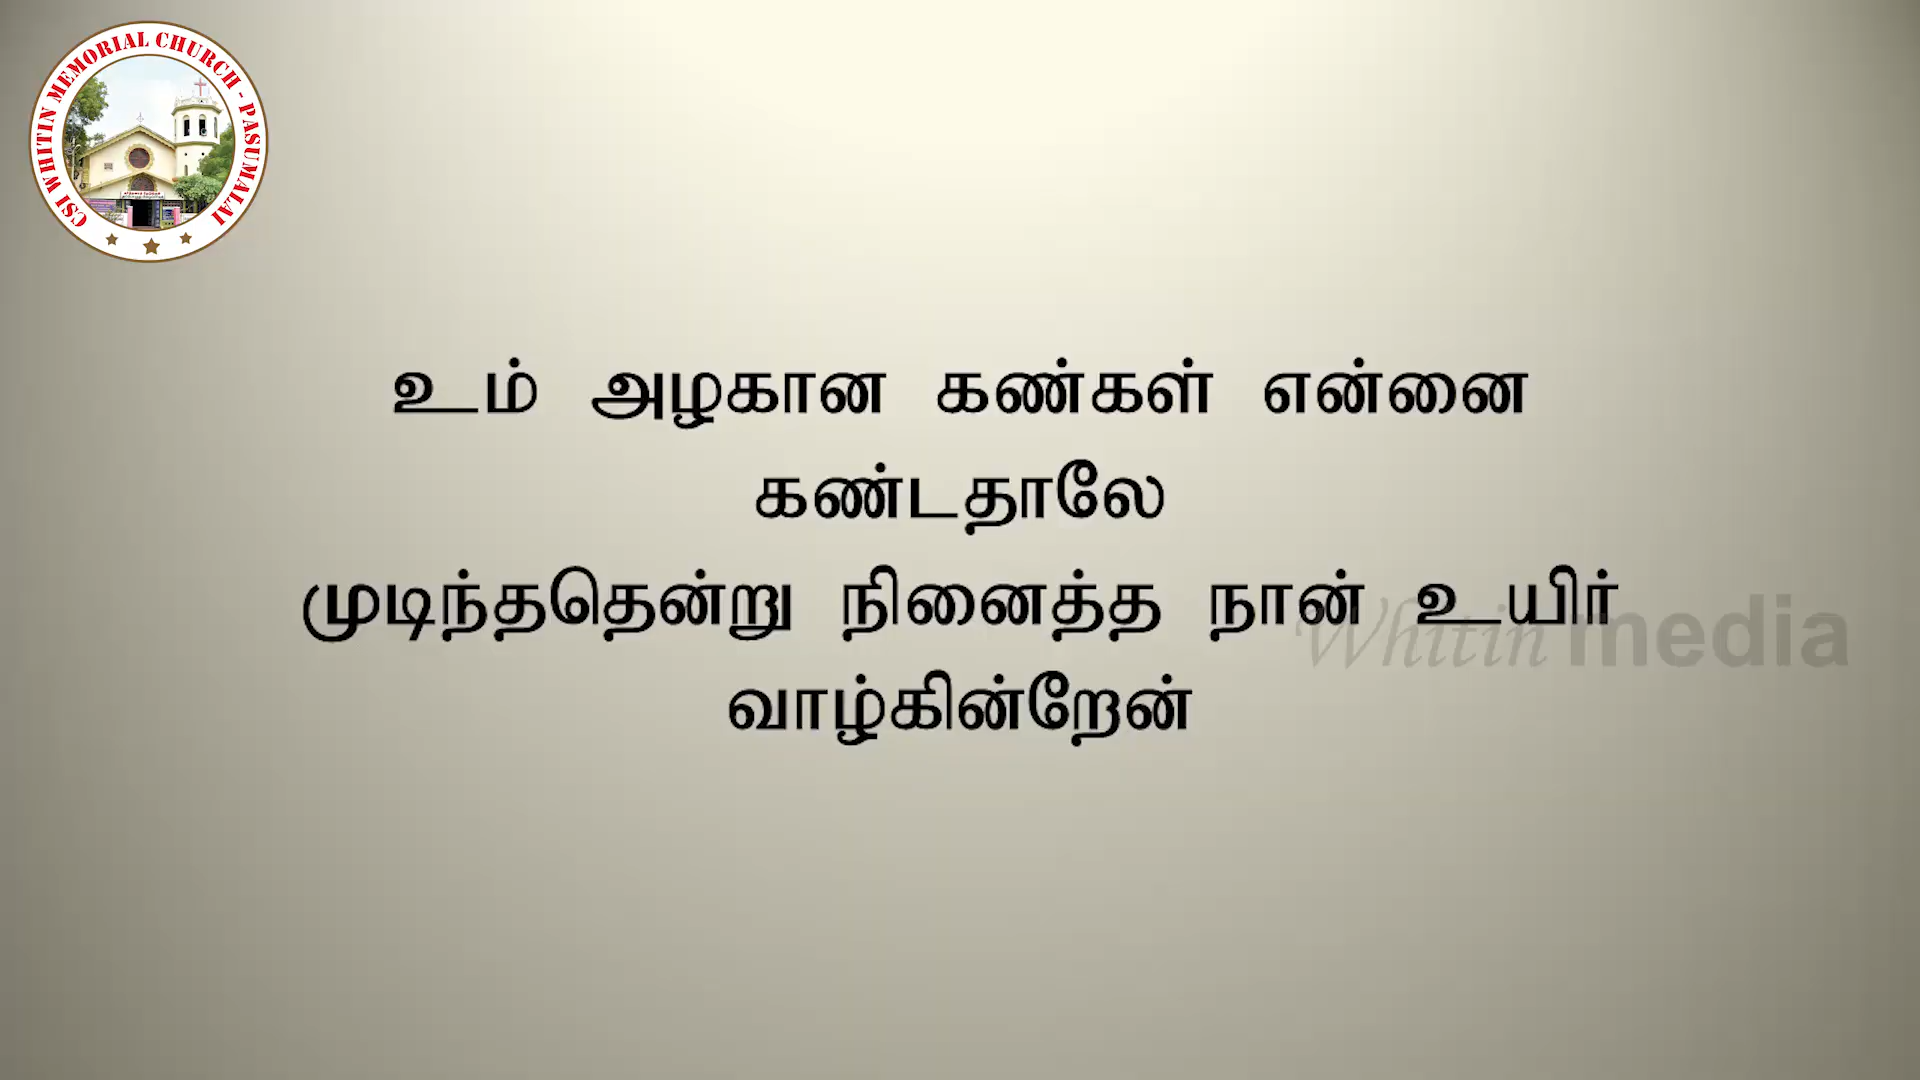 CSI WHITIN MEMORIAL CHURCH - PASUMALAI
உம் அழகான கண்கள் என்னை
கண்டதாலே
முடிந்ததென்று நினைத்த நான் உயிர்
வாழ்கின்றேன்
Whitin media